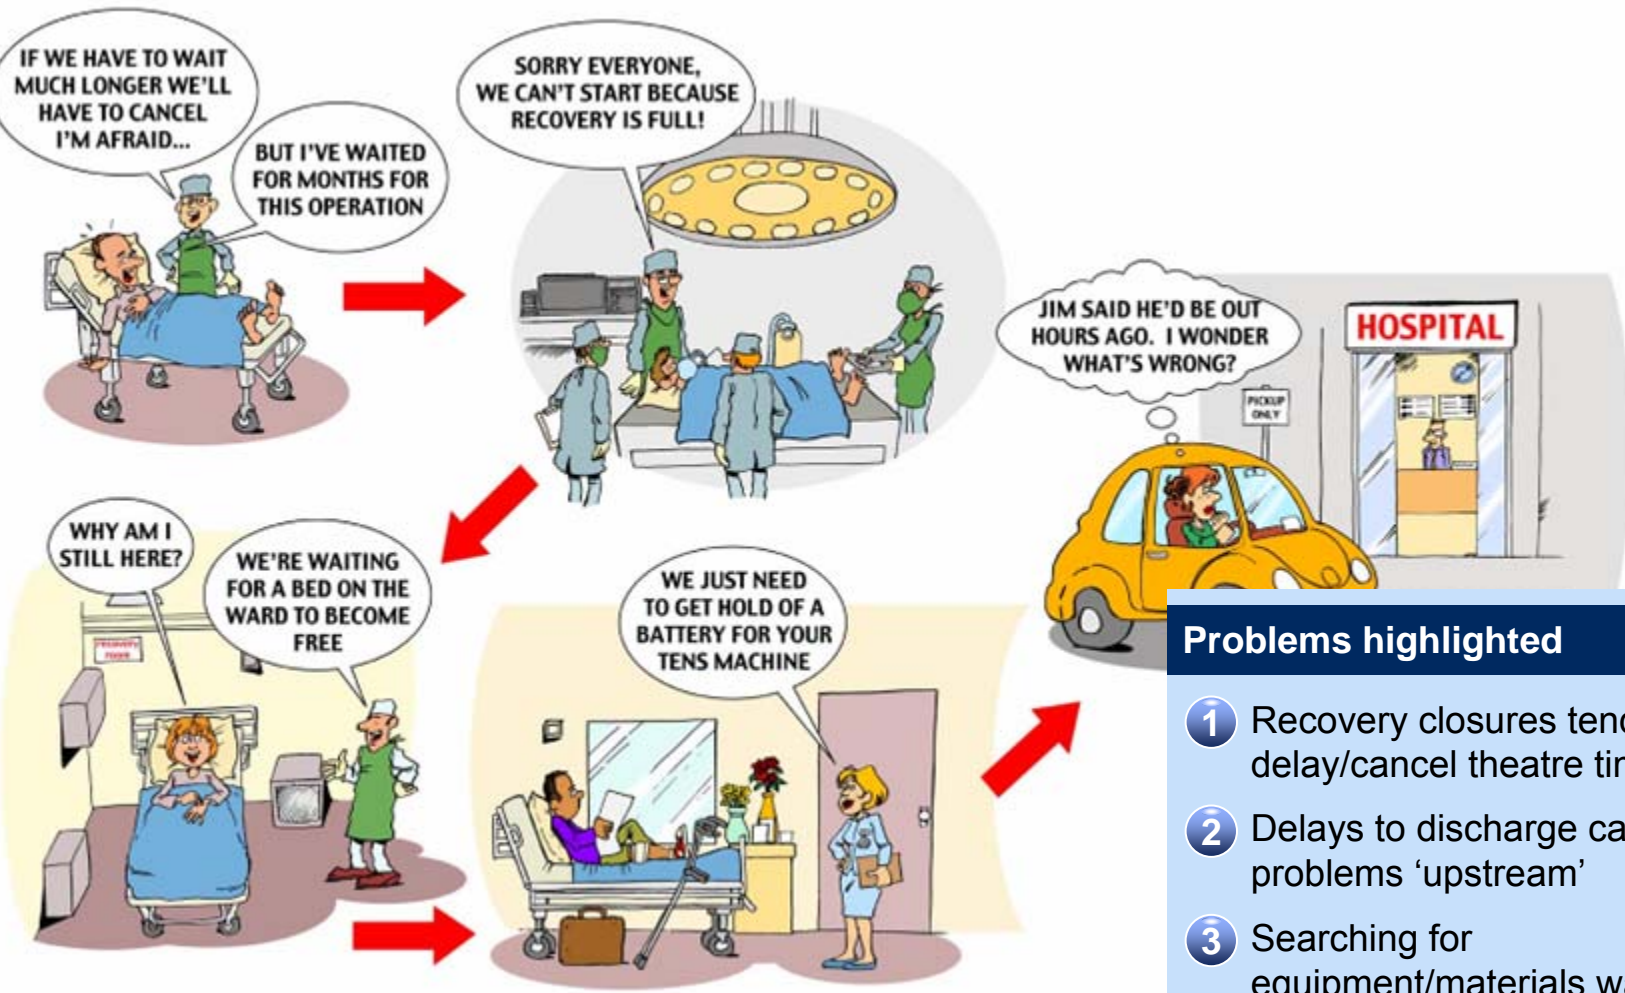 IF WE HAVE TO WAIT
MUCH LONGER WE'LL
HAVE TO CANCEL
I'M AFRAID...
BUT I'VE WAITED
FOR MONTHS FOR
THIS OPERATION
SORRY EVERYONE,
WE CAN'T START BECAUSE
RECOVERY IS FULL!
WHY AM I
STILL HERE?
WE'RE WAITING
FOR A BED ON THE
WARD TO BECOME
FREE
recovery
room
WE JUST NEED
TO GET HOLD OF A
BATTERY FOR YOUR
TENS MACHINE
JIM SAID HE'D BE OUT
HOURS AGO. I WONDER
WHAT'S WRONG?
PICKUP
ONLY
HOSPITAL
Problems highlighted
1 Recovery closures
delay/cancel theatre
2 Delays to discharge
problems ‘upstream’
3 Searching for
equipment/materials